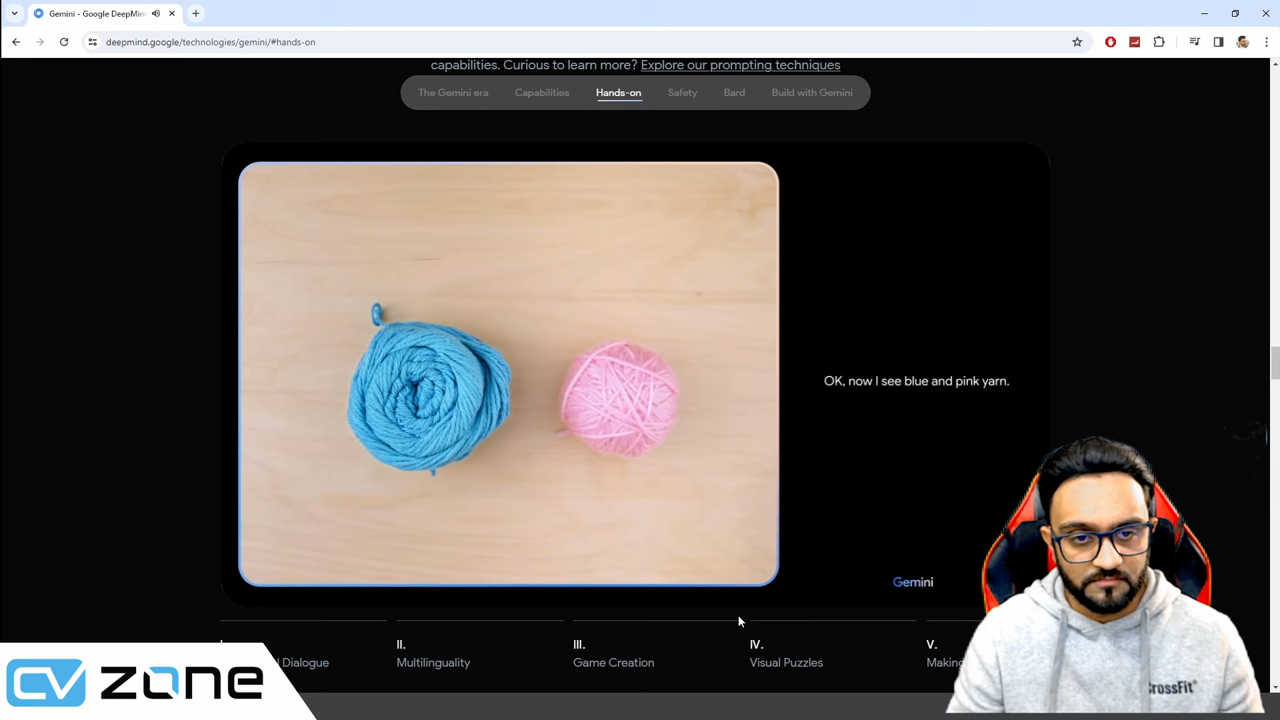 Gemini - Google DeepMin
deepmind.google/technologies/gemini/#hands-on
capabilities. Curious to learn more? Explore our prompting techniques
The Gemini era Capabilities Hands-on Safety Bard Build with Gemini
OK, now I see blue and pink yarn.
Gemini
II. III. IV. V.
Dialogue Multilinguality Game Creation Visual Puzzles Making
CVZONE
CrossFit